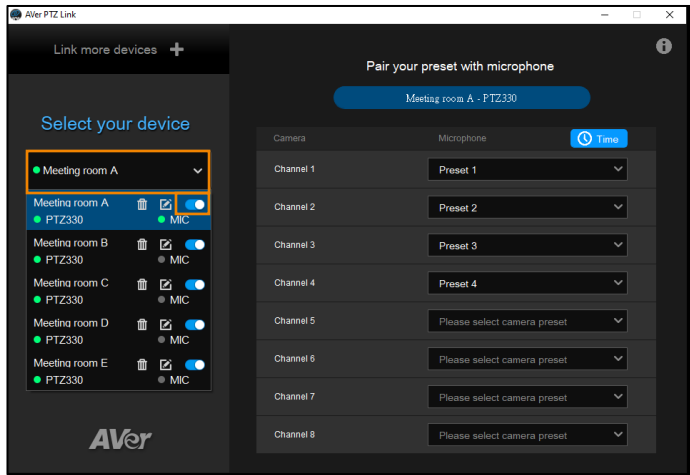 AVer PTZ Link
Link more devices
Pair your preset with microphone
Meeting room A - PTZ330
Select your device
Camera Microphone Time
Meeting room A
Channel 1 Preset 1
Meeting room A
PTZ330 MIC
Channel 2 Preset 2
Meeting room B
PTZ330 MIC
Channel 3 Preset 3
Meeting room C
PTZ330 MIC
Channel 4 Preset 4
Meeting room D
PTZ330 MIC
Channel 5 Please select camera preset
Meeting room E
PTZ330 MIC
Channel 6 Please select camera preset
Channel 7 Please select camera preset
AVer
Channel 8 Please select camera preset